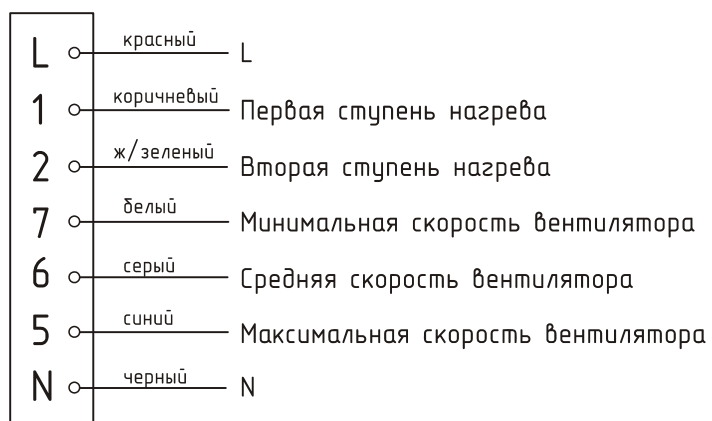 L красный L
1 коричневый Первая ступень нагрева
2 ж/зеленый Вторая ступень нагрева
7 белый Минимальная скорость вентилятора
6 серый Средняя скорость вентилятора
5 синий Максимальная скорость вентилятора
N черный N